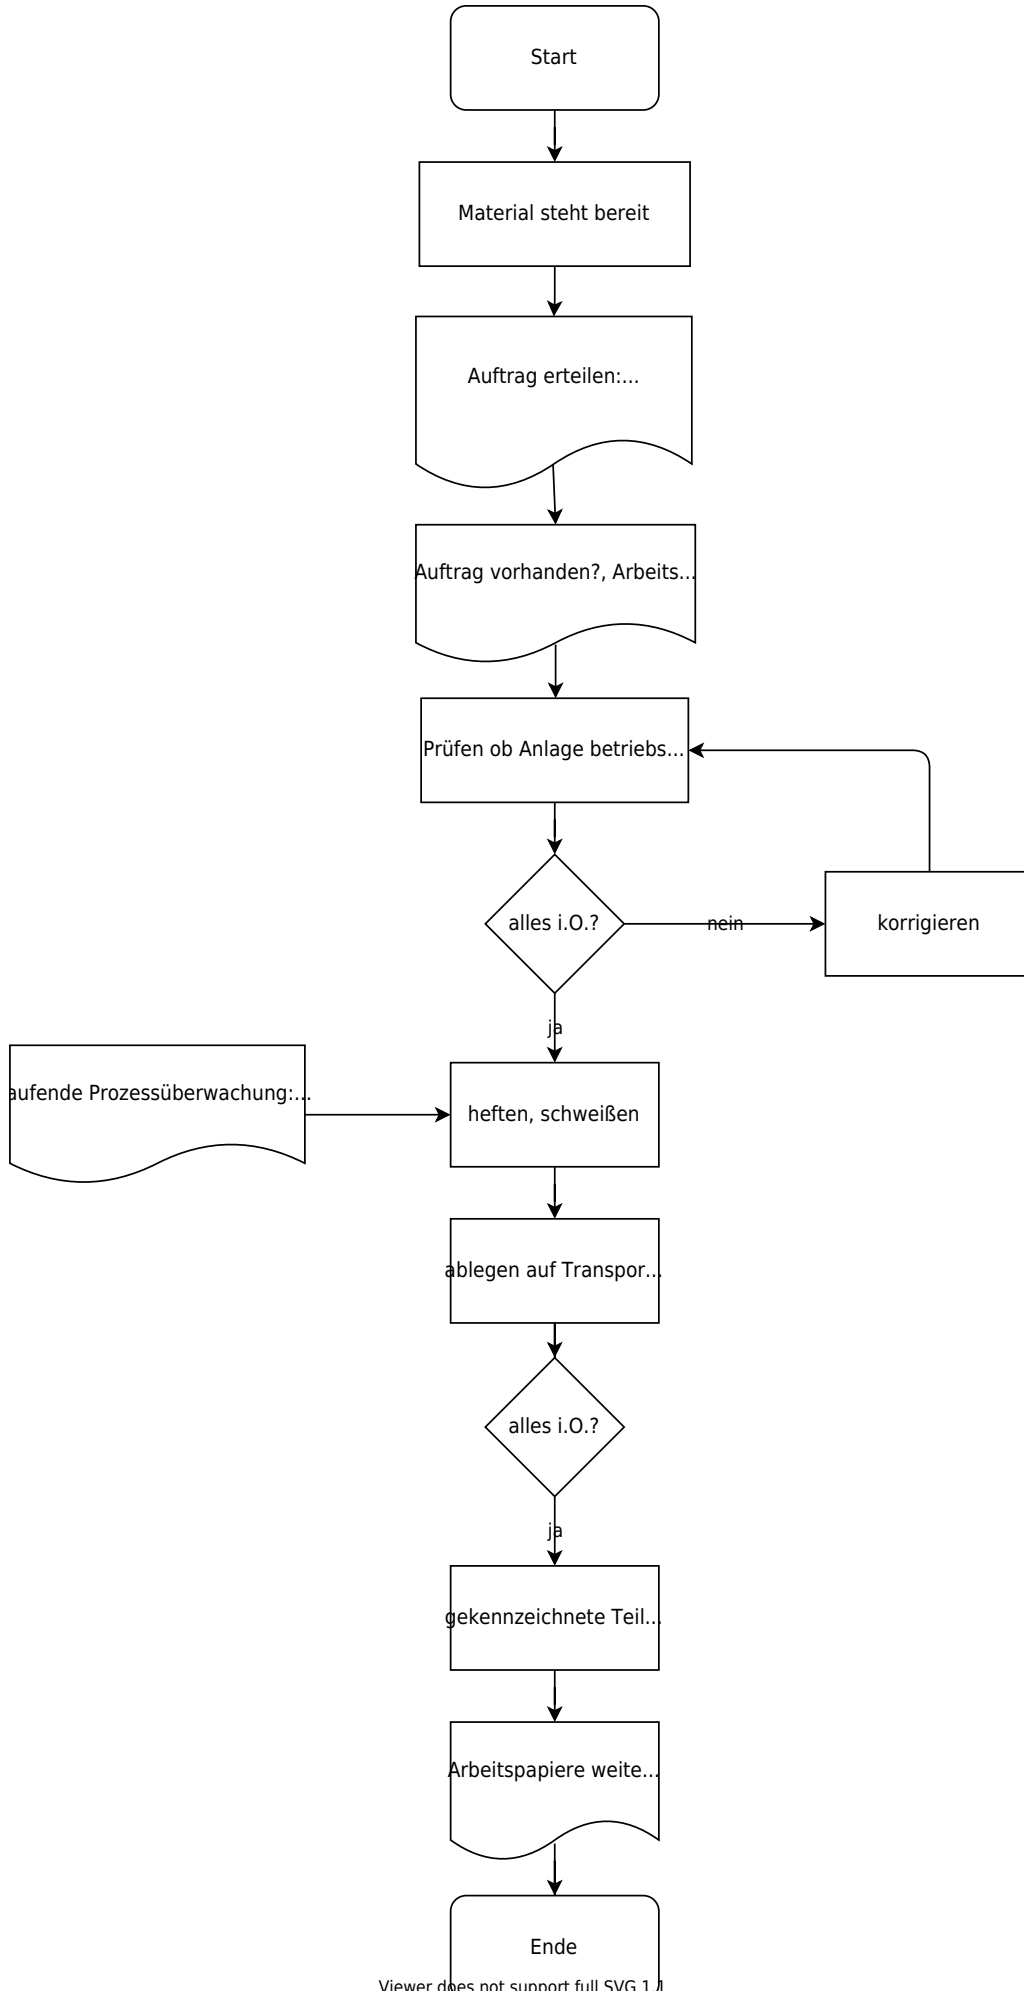 Start
Material steht bereit
Auftrag erteilen:...
Auftrag vorhanden?, Arbeits...
Prüfen ob Anlage betriebs...
alles i.O.?
nein
korrigieren
ja
aufende Prozessüberwachung:...
heften, schweißen
ablegen auf Transpor...
alles i.O.?
ja
gekennzeichnete Teil...
Arbeitspapiere weite...
Ende
Viewer does not support full SVG 1.1